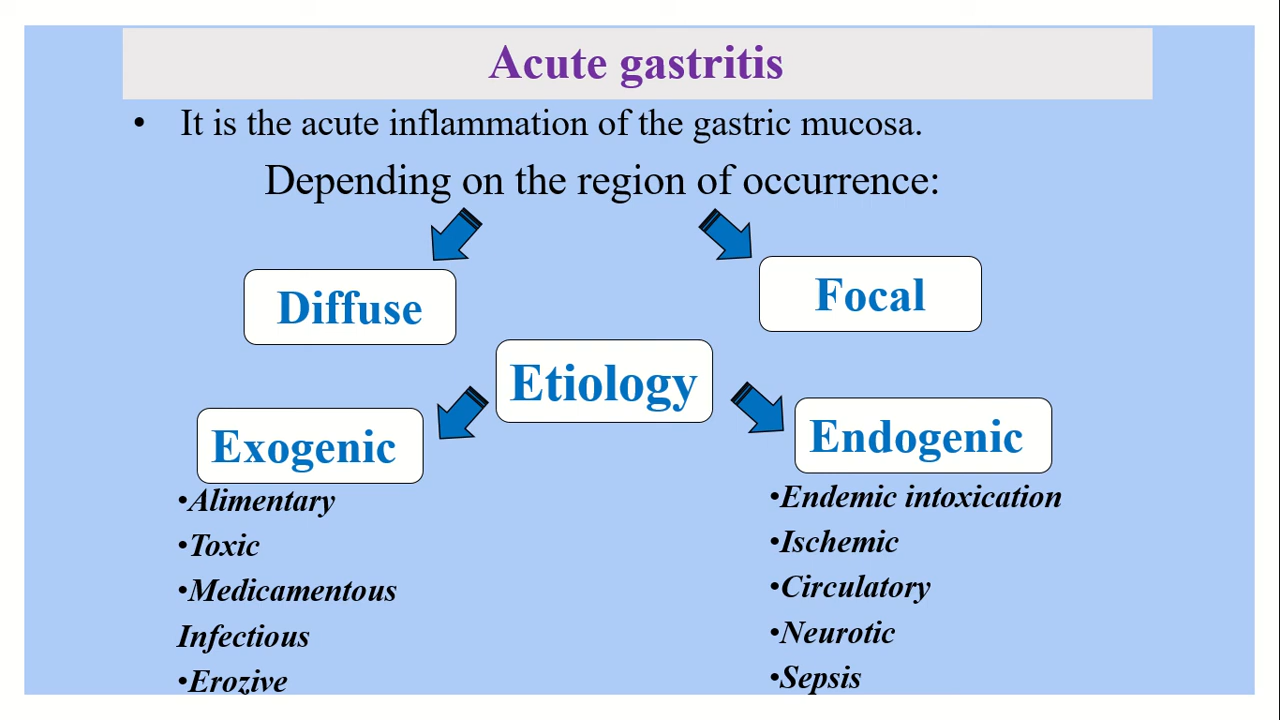 Acute gastritis
• It is the acute inflammation of the gastric mucosa.
Depending on the region of occurrence:
Diffuse
Focal
Etiology
Exogenic
•Alimentary
•Toxic
•Medicamentous
Infectious
•Erozive
Endogenic
•Endemic intoxication
•Ischemic
•Circulatory
•Neurotic
•Sepsis